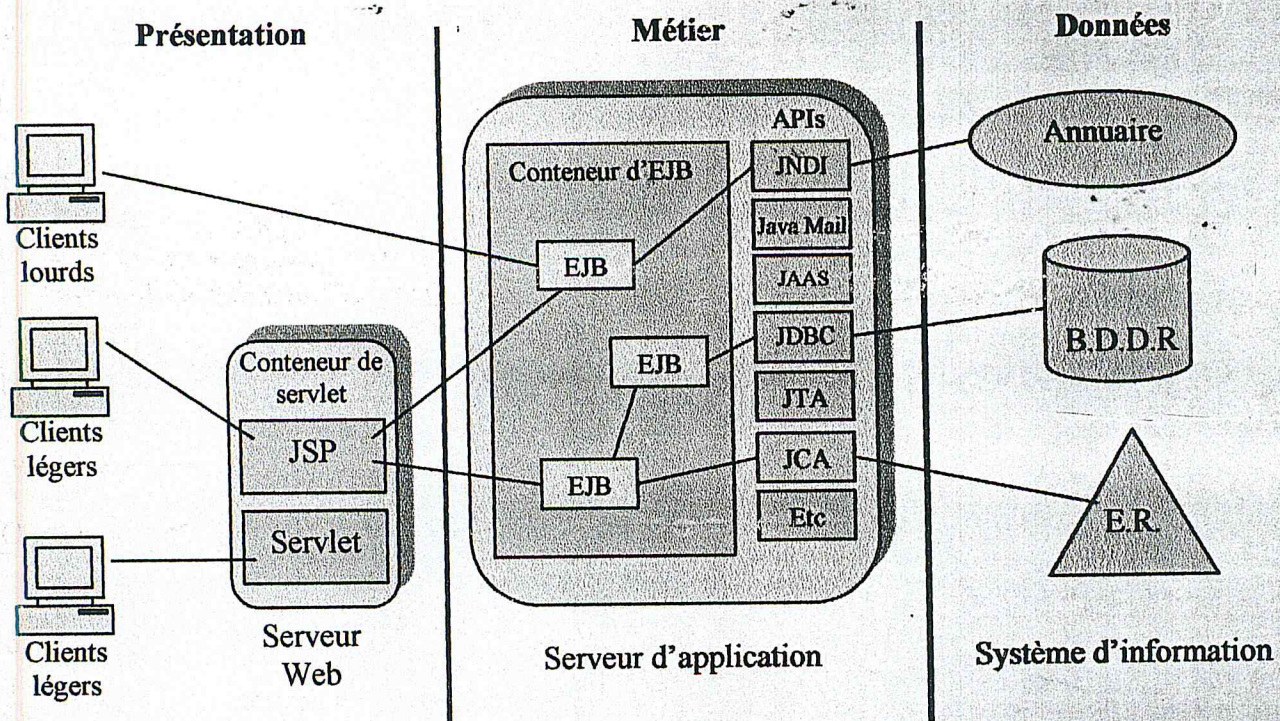 Présentation
Métier
Données
Clients
lourds
Clients
légers
Clients
légers
Conteneur de
servlet
JSP
Servlet
Serveur
Web
Conteneur d'EJB
EJB
EJB
EJB
APIs
JNDI
Java Mail
JAAS
JDBC
JTA
JCA
Etc
Serveur d'application
Annuaire
B.D.D.R
E.R.
Système d'information